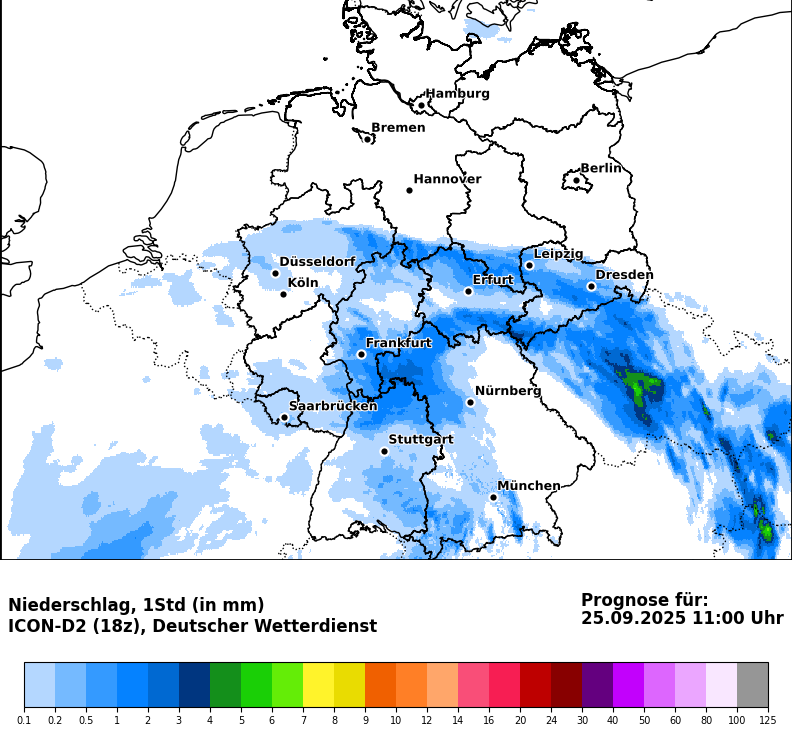 Hamburg
Bremen
Berlin
Hannover
Leipzig
Düsseldorf
Dresden
Köln
Erfurt
Frankfurt
Nürnberg
Saarbrücken
Stuttgart
München
Niederschlag, 1Std (in mm)
ICON-D2 (18z), Deutscher Wetterdienst
Prognose für:
25.09.2025 11:00 Uhr
0.1 0.2 0.5 1 2 3 4 5 6 7 8 9 10 12 14 16 20 24 30 40 50 60 80 100 125